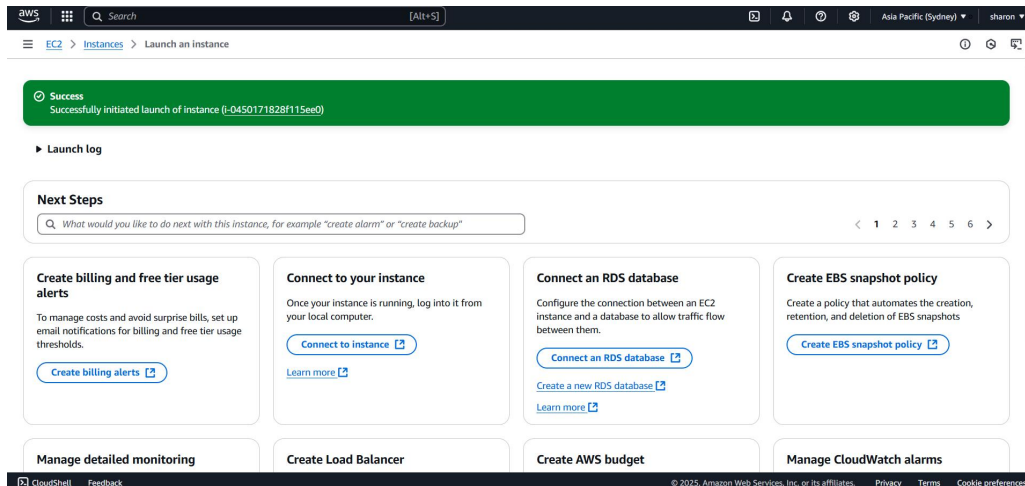 aws
Search
[Alt+S]
Asia Pacific (Sydney)
sharon
EC2 > Instances > Launch an instance
Success
Successfully initiated launch of instance (i-0450171828f115ee0)
Launch log
Next Steps
What would you like to do next with this instance, for example "create alarm" or "create backup"
< 1 2 3 4 5 6 >
Create billing and free tier usage
alerts
To manage costs and avoid surprise bills, set up
email notifications for billing and free tier usage
thresholds.
Create billing alerts
Connect to your instance
Once your instance is running, log into it from
your local computer.
Connect to instance
Learn more
Connect an RDS database
Configure the connection between an EC2
instance and a database to allow traffic flow
between them.
Connect an RDS database
Create a new RDS database
Learn more
Create EBS snapshot policy
Create a policy that automates the creation,
retention, and deletion of EBS snapshots
Create EBS snapshot policy
Manage detailed monitoring
Create Load Balancer
Create AWS budget
Manage CloudWatch alarms
CloudShell
Feedback
© 2025, Amazon Web Services, Inc. or its affiliates.
Privacy
Terms
Cookie preferences